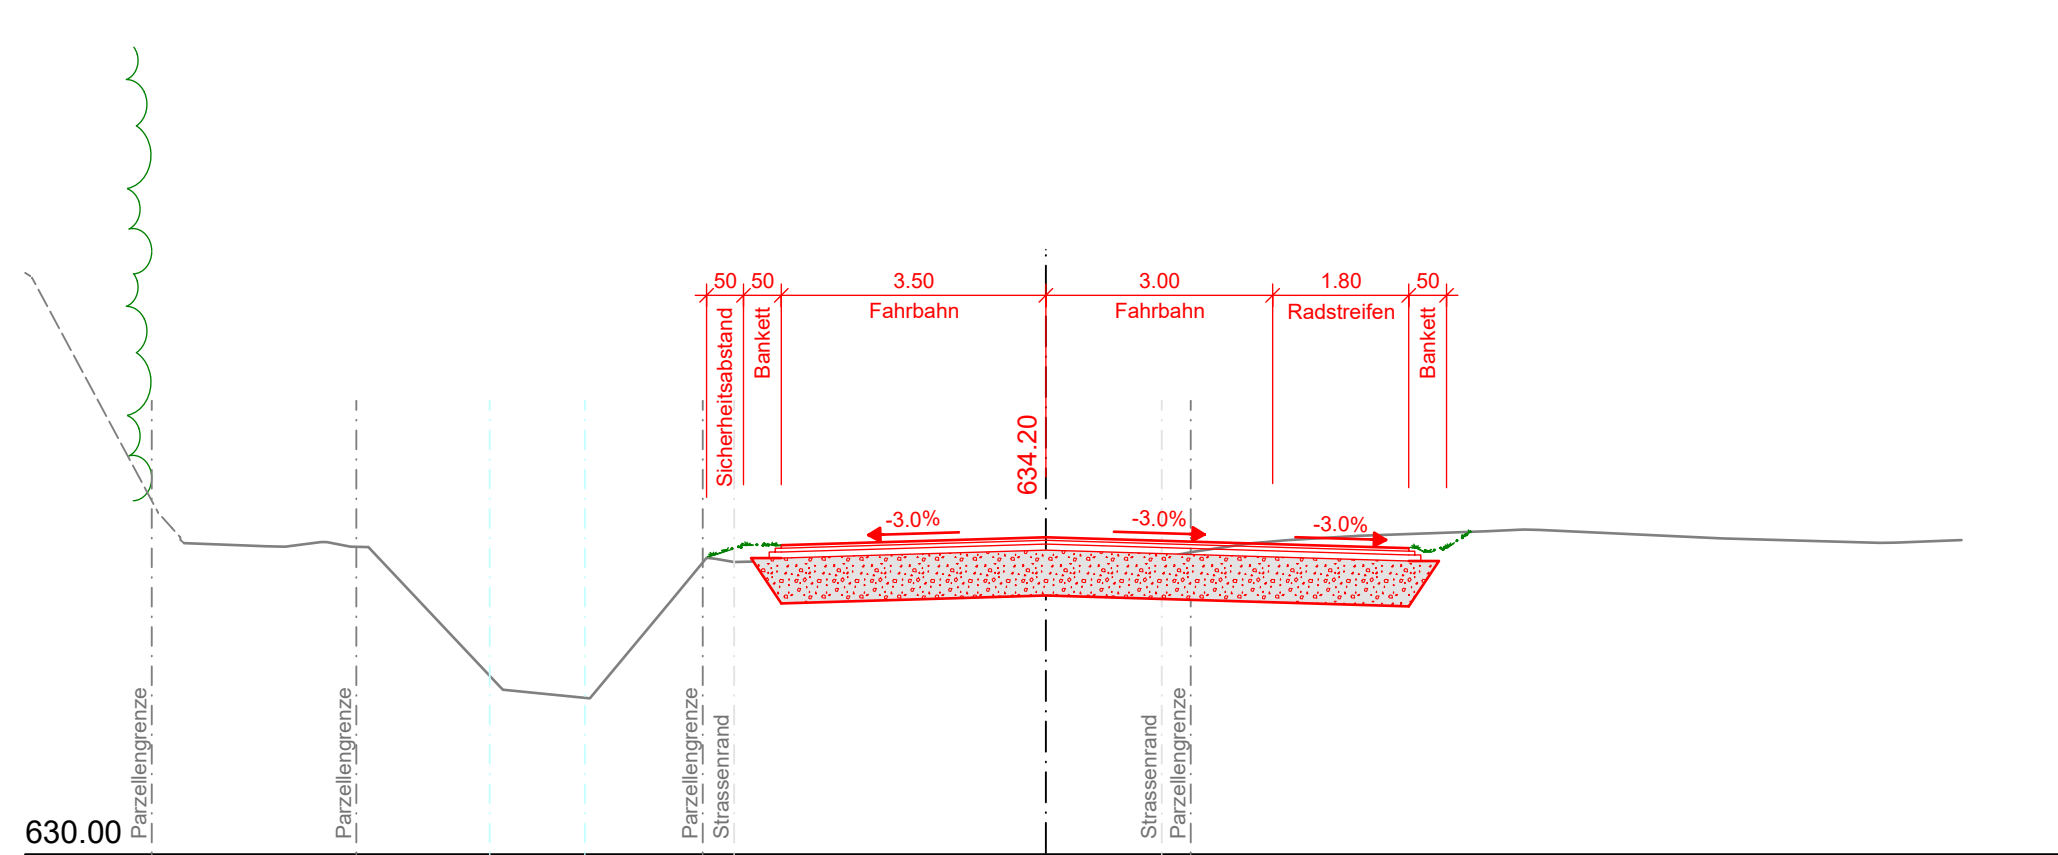 50 50 3.50 3.00 1.80 50
Sicherheitsabstand
Bankett
Fahrbahn
Fahrbahn
Radstreifen
Bankett
634.20
-3.0%
-3.0%
-3.0%
Parzellengrenze
Parzellengrenze
Parzellengrenze
Strassenrand
Strassenrand
Parzellengrenze
630.00